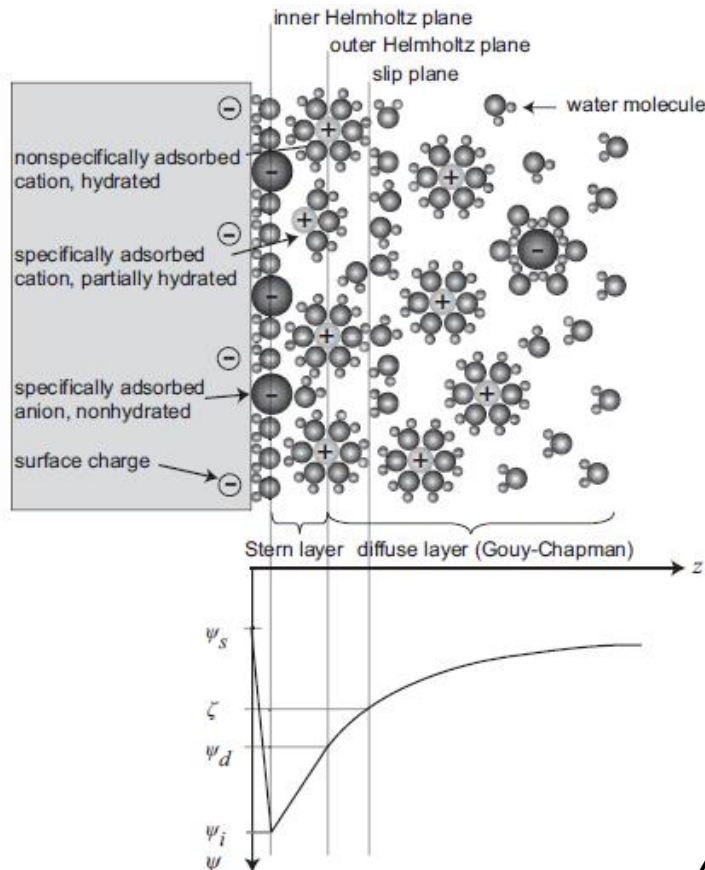 inner Helmholtz plane
outer Helmholtz plane
slip plane
water molecule
nonspecifically adsorbed
cation, hydrated
specifically adsorbed
cation, partially hydrated
specifically adsorbed
anion, nonhydrated
surface charge
−
−
−
−
−
−
−
−
+
+
+
+
+
+
+
+
Stern layer
diffuse layer (Gouy-Chapman)
z
ψs
ζ
ψd
ψi
ψ